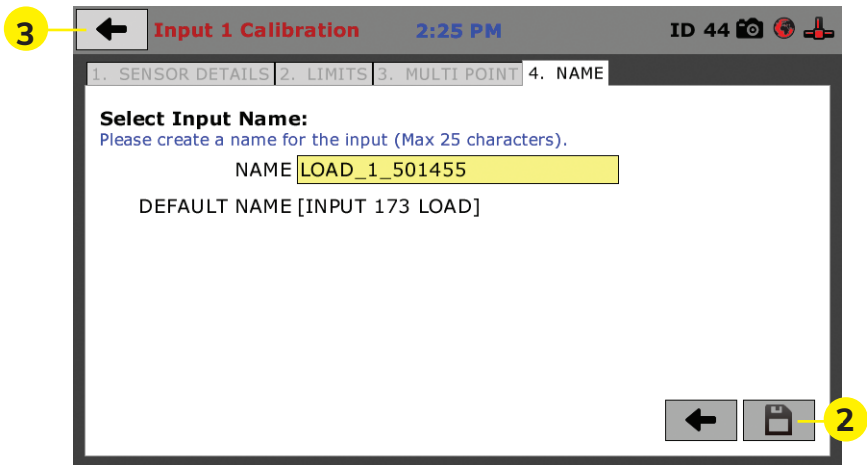 3
Input 1 Calibration 2:25 PM ID 44
1. SENSOR DETAILS 2. LIMITS 3. MULTI POINT 4. NAME
Select Input Name:
Please create a name for the input (Max 25 characters).
NAME LOAD_1_501455
DEFAULT NAME [INPUT 173 LOAD]
2